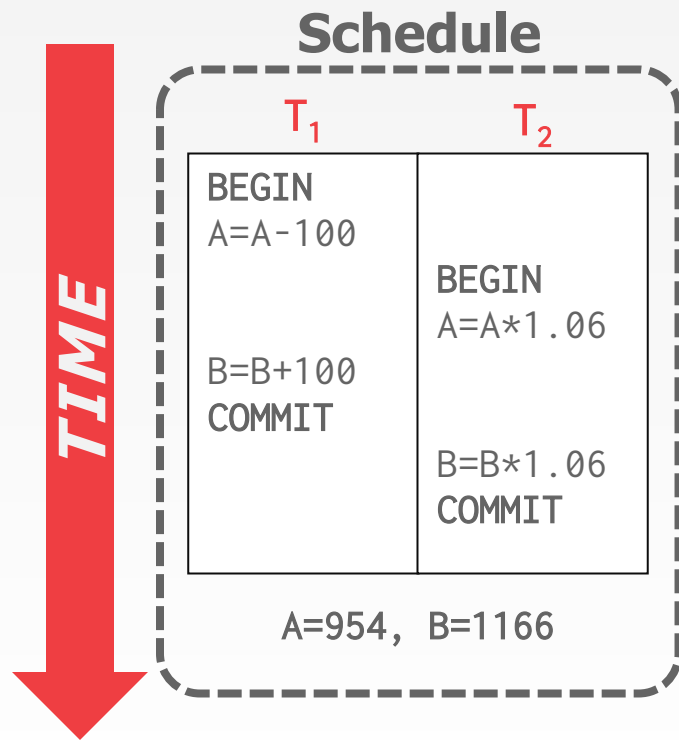 Schedule
TIME
T₁
T₂
BEGIN
A=A-100
BEGIN
A=A*1.06
B=B+100
COMMIT
B=B*1.06
COMMIT
A=954, B=1166